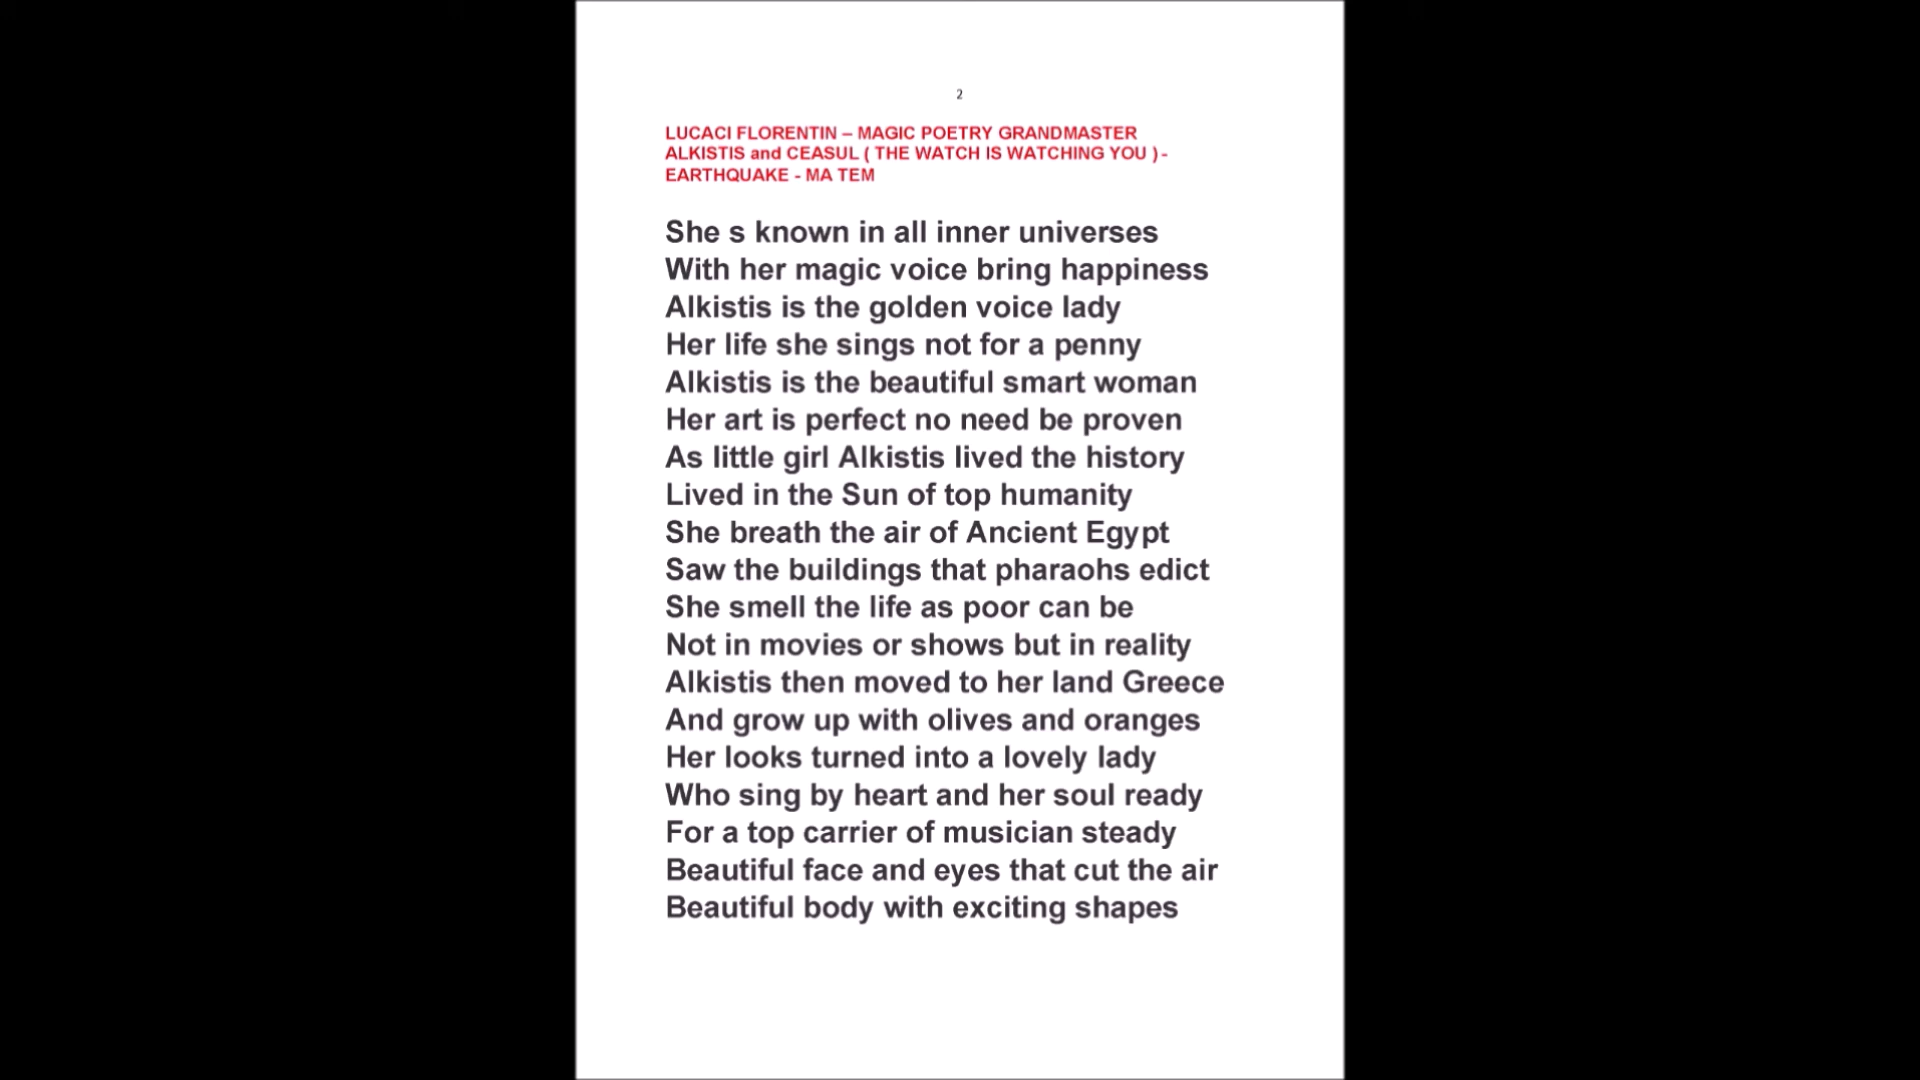 2
LUCACI FLORENTIN – MAGIC POETRY GRANDMASTER
ALKISTIS and CEASUL ( THE WATCH IS WATCHING YOU ) -
EARTHQUAKE - MA TEM
She s known in all inner universes
With her magic voice bring happiness
Alkistis is the golden voice lady
Her life she sings not for a penny
Alkistis is the beautiful smart woman
Her art is perfect no need be proven
As little girl Alkistis lived the history
Lived in the Sun of top humanity
She breath the air of Ancient Egypt
Saw the buildings that pharaohs edict
She smell the life as poor can be
Not in movies or shows but in reality
Alkistis then moved to her land Greece
And grow up with olives and oranges
Her looks turned into a lovely lady
Who sing by heart and her soul ready
For a top carrier of musician steady
Beautiful face and eyes that cut the air
Beautiful body with exciting shapes